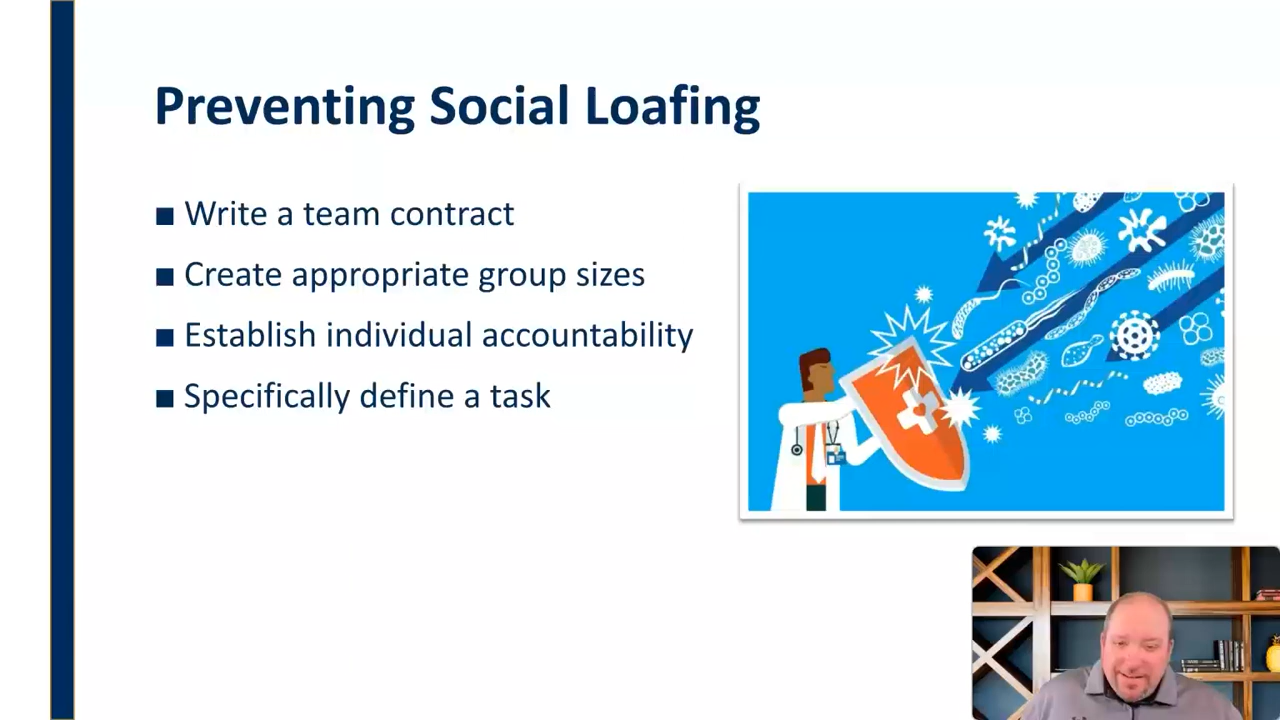 Preventing Social Loafing
■ Write a team contract
■ Create appropriate group sizes
■ Establish individual accountability
■ Specifically define a task